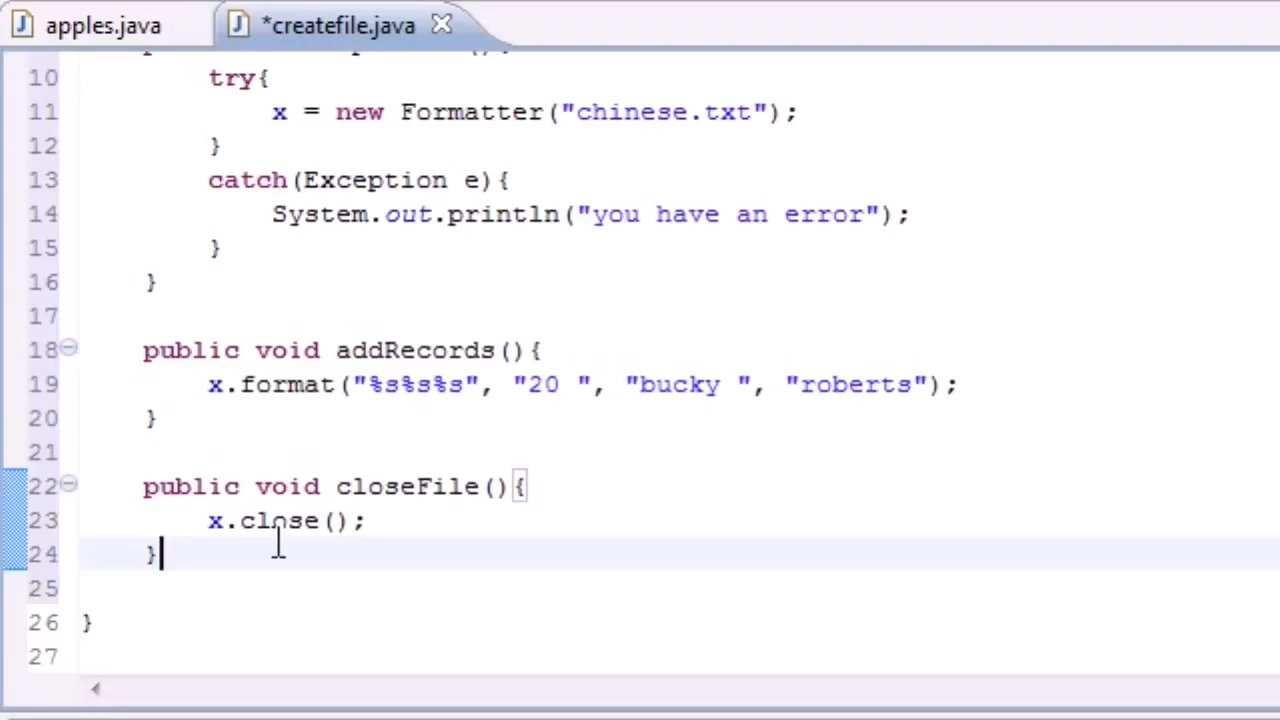 apples.java
*createfile.java
10 try{
11 x = new Formatter("chinese.txt");
12 }
13 catch(Exception e){
14 System.out.println("you have an error");
15 }
16 }
17
18 public void addRecords(){
19 x.format("%s%s%s", "20 ", "bucky ", "roberts");
20 }
21
22 public void closeFile(){
23 x.close();
24 }
25
26 }
27